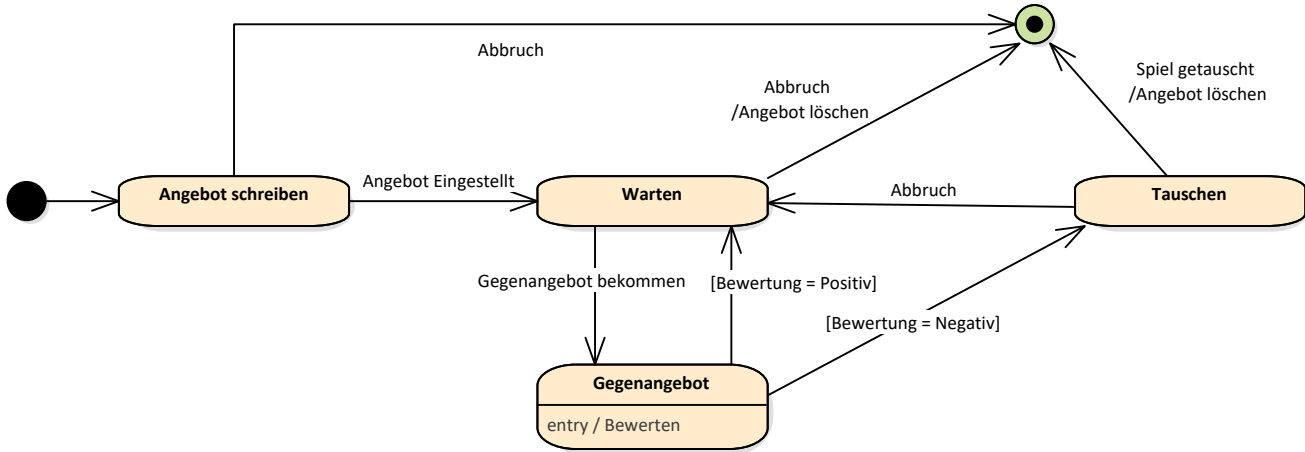 Abbruch
Abbruch
/Angebot löschen
Spiel getauscht
/Angebot löschen
Angebot schreiben
Angebot Eingestellt
Warten
Abbruch
Tauschen
Gegenangebot bekommen
[Bewertung = Positiv]
[Bewertung = Negativ]
Gegenangebot
entry / Bewerten